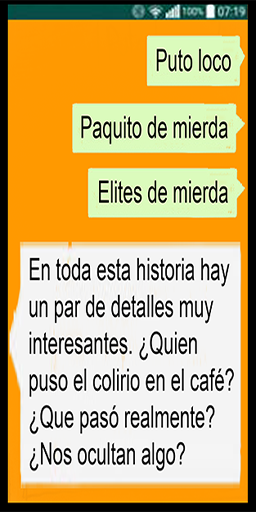 100% 07:19
Puto loco
Paquito de mierda
Elites de mierda
En toda esta historia hay
un par de detalles muy
interesantes. ¿Quien
puso el colirio en el café?
¿Que pasó realmente?
¿Nos ocultan algo?